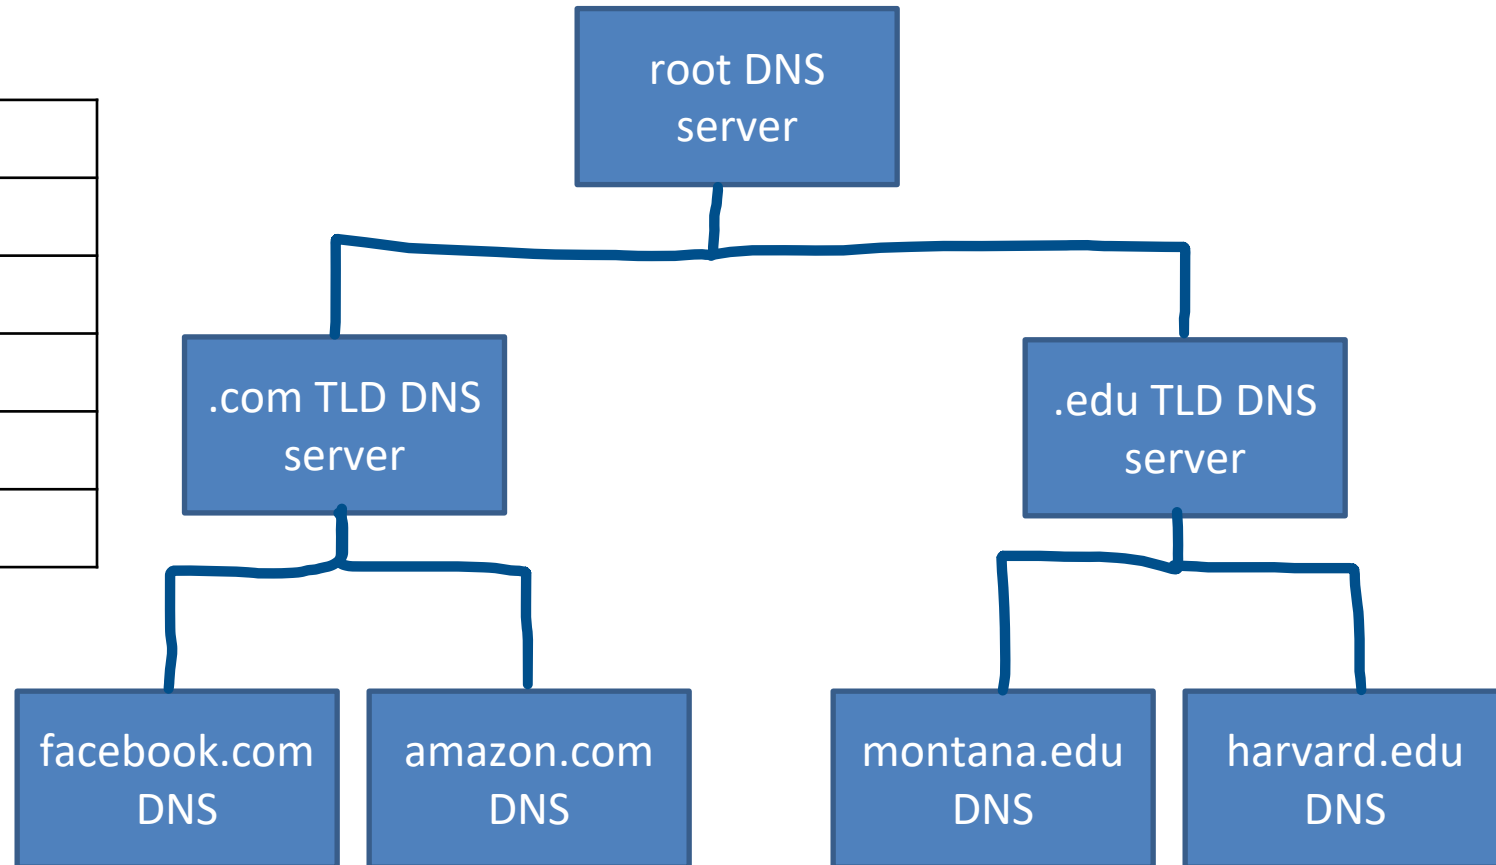 root DNS
server
.com TLD DNS
server
.edu TLD DNS
server
facebook.com
DNS
amazon.com
DNS
montana.edu
DNS
harvard.edu
DNS